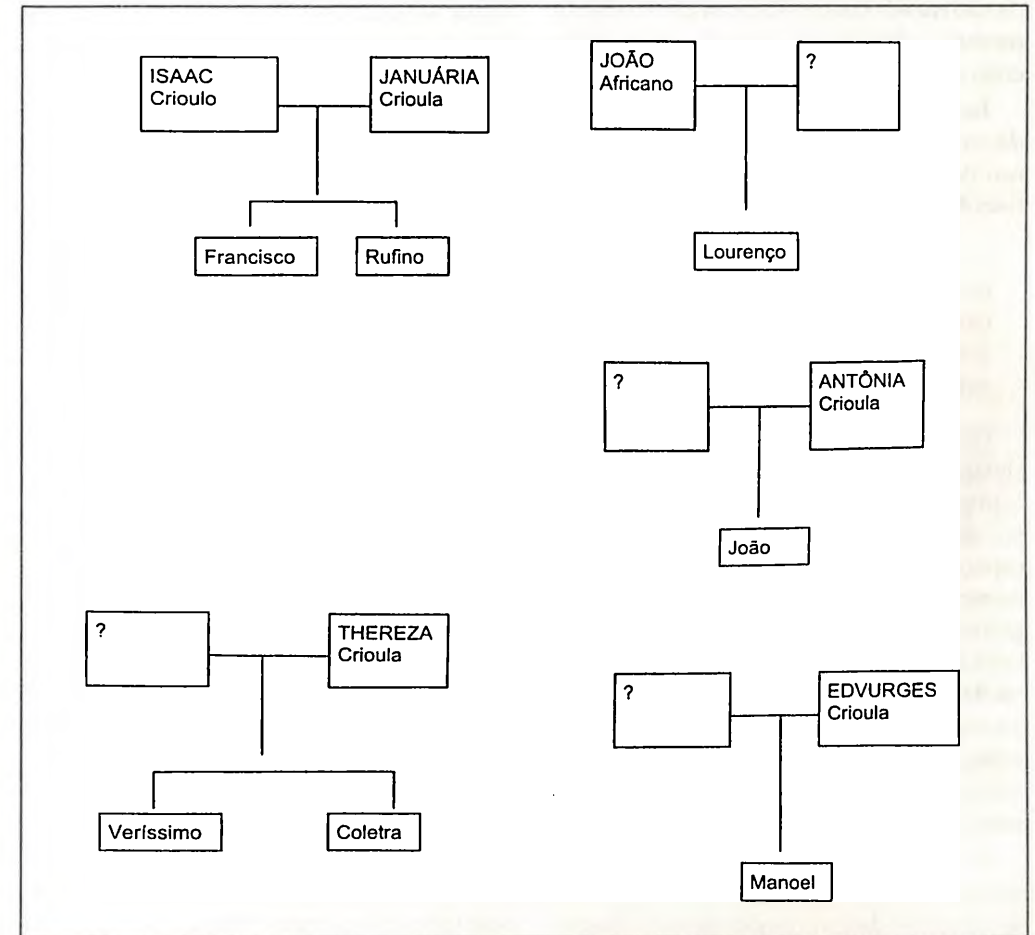 ISAAC
Crioulo
JANUÁRIA
Crioula
Francisco
Rufino
JOÃO
Africano
?
Lourenço
?
ANTÔNIA
Crioula
João
?
THEREZA
Crioula
Veríssimo
Coletra
?
EDVURGES
Crioula
Manoel